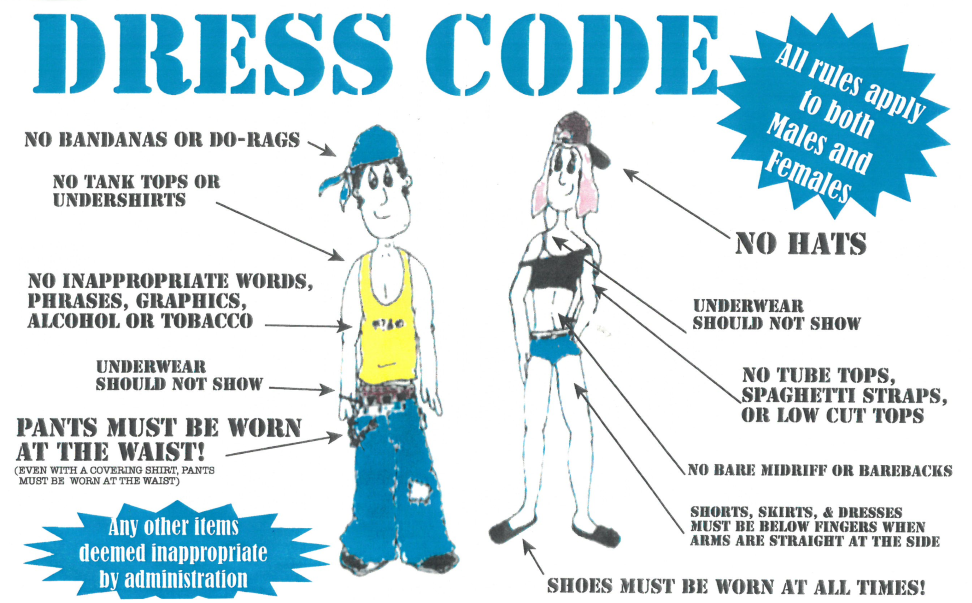 DRESS CODE
All rules apply
to both
Males and
Females
NO BANDANAS OR DO-RAGS
NO TANK TOPS OR
UNDERSHIRTS
NO INAPPROPRIATE WORDS,
PHRASES, GRAPHICS,
ALCOHOL OR TOBACCO
UNDERWEAR
SHOULD NOT SHOW
PANTS MUST BE WORN
AT THE WAIST!
(EVEN WITH A COVERING SHIRT, PANTS
MUST BE WORN AT THE WAIST)
Any other items
deemed inappropriate
by administration
NO HATS
UNDERWEAR
SHOULD NOT SHOW
NO TUBE TOPS,
SPAGHETTI STRAPS,
OR LOW CUT TOPS
NO BARE MIDRIFF OR BAREBACKS
SHORTS, SKIRTS, & DRESSES
MUST BE BELOW FINGERS WHEN
ARMS ARE STRAIGHT AT THE SIDE
SHOES MUST BE WORN AT ALL TIMES!